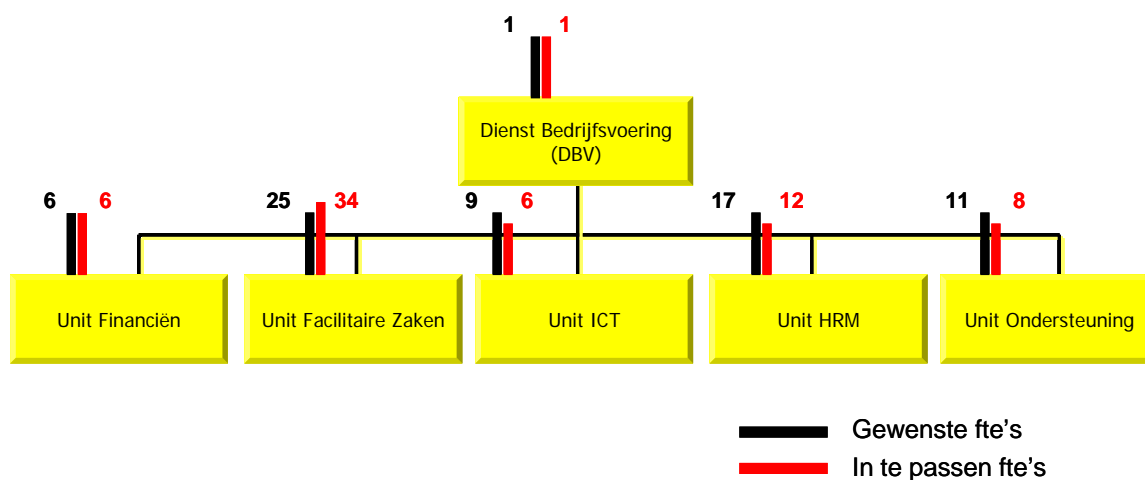 1 1
Dienst Bedrijfsvoering
(DBV)
6 6
25 34
9 6
17 12
11 8
Unit Financiën
Unit Facilitaire Zaken
Unit ICT
Unit HRM
Unit Ondersteuning
Gewenste fte's
In te passen fte's